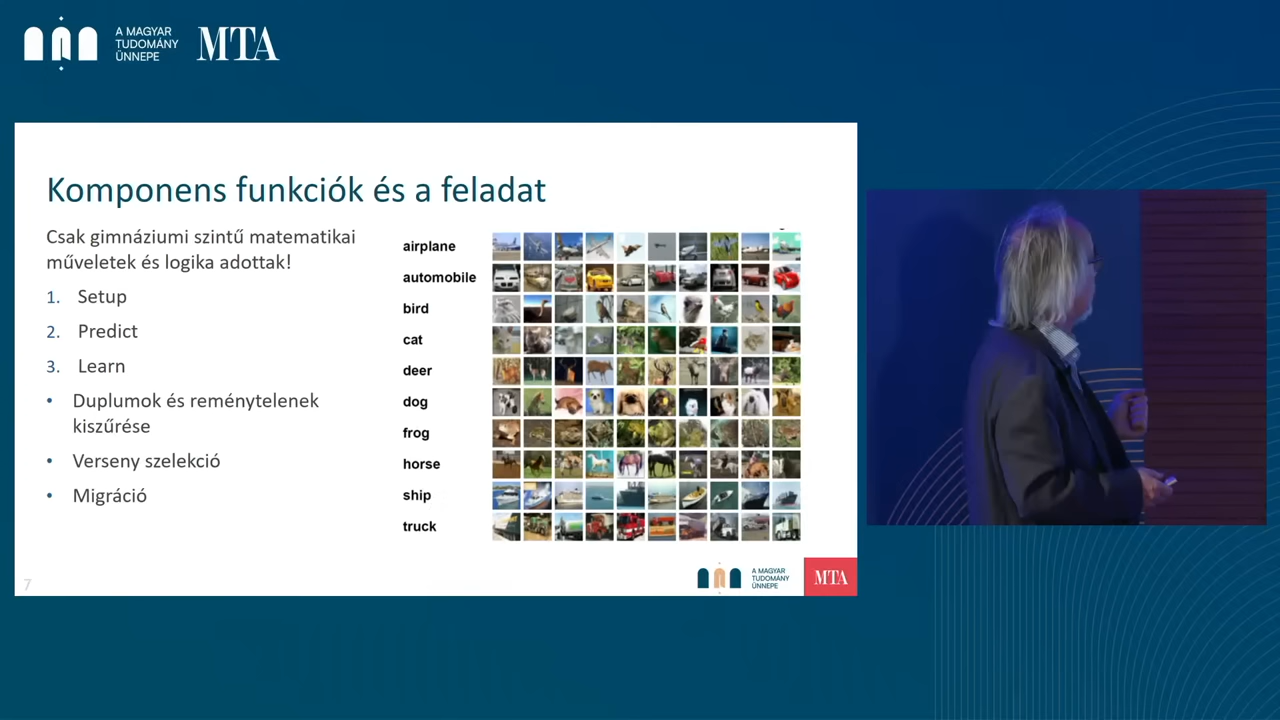 A MAGYAR
TUDOMÁNY
ÜNNEPE
MTA
Komponens funkciók és a feladat
Csak gimnáziumi szintű matematikai
műveletek és logika adottak!
1. Setup
2. Predict
3. Learn
• Duplumok és reménytelenek
kiszűrése
• Verseny szelekció
• Migráció
airplane
automobile
bird
cat
deer
dog
frog
horse
ship
truck
7
A MAGYAR
TUDOMÁNY
ÜNNEPE
MTA